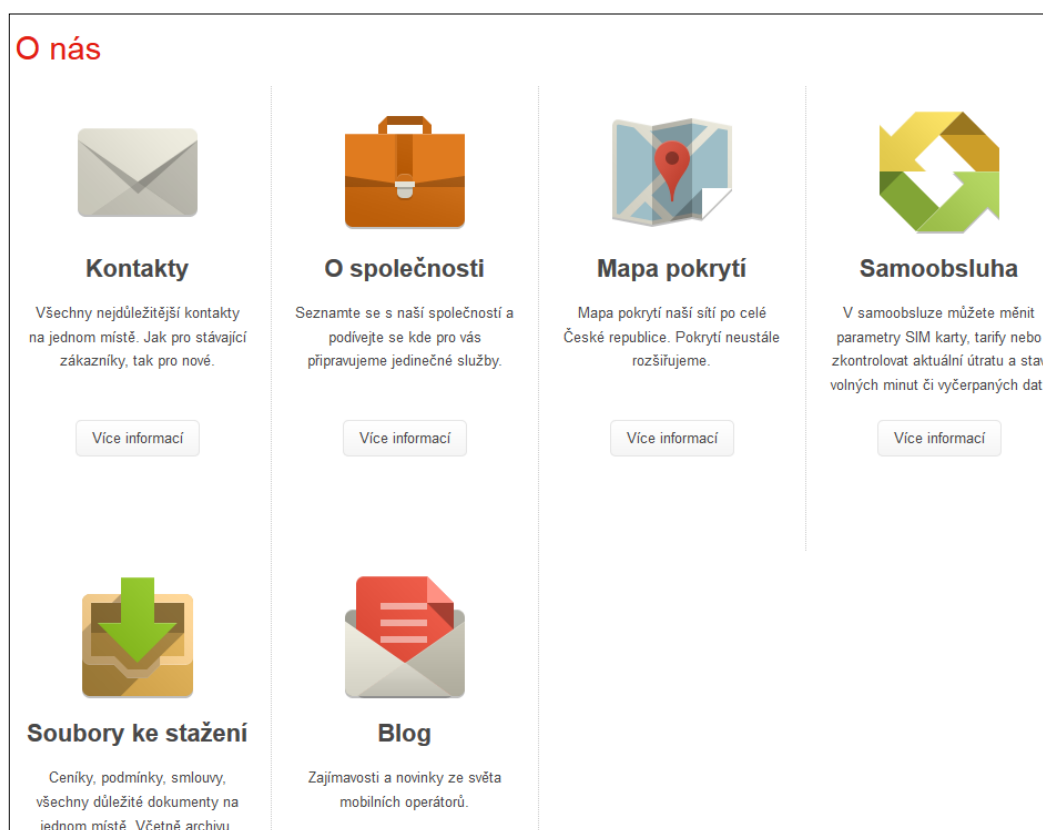 O nás
Kontakty
Všechny nejdůležitější kontakty
na jednom místě. Jak pro stávající
zákazníky, tak pro nové.
Více informací
O společnosti
Seznamte se s naší společností a
podívejte se kde pro vás
připravujeme jedinečné služby.
Více informací
Mapa pokrytí
Mapa pokrytí naší sítí po celé
České republice. Pokrytí neustále
rozšiřujeme.
Více informací
Samoobsluha
V samoobsluze můžete měnit
parametry SIM karty, tarify nebo
zkontrolovat aktuální útratu a stav
volných minut či vyčerpaných dat
Více informací
Soubory ke stažení
Ceníky, podmínky, smlouvy,
všechny důležité dokumenty na
jednom místě. Včetně archivu
Blog
Zajímavosti a novinky ze světa
mobilních operátorů.